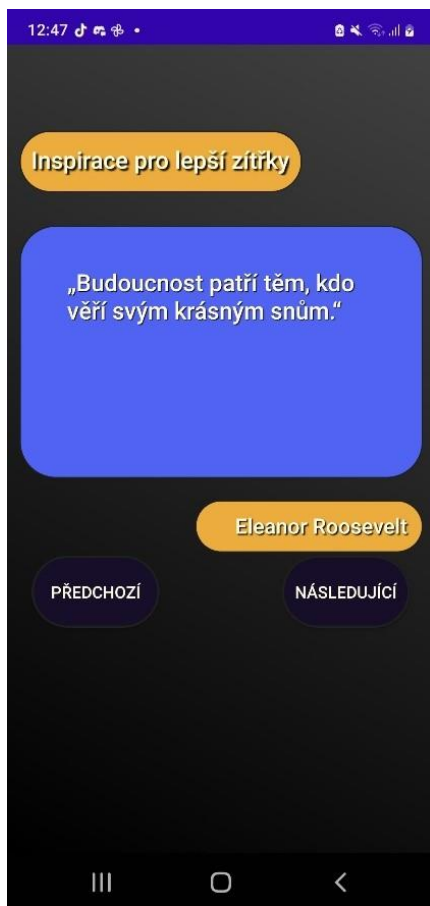 12:47
Inspirace pro lepší zítřky
„Budoucnost patří těm, kdo
věří svým krásným snům.“
Eleanor Roosevelt
PŘEDCHOZÍ
NÁSLEDUJÍCÍ